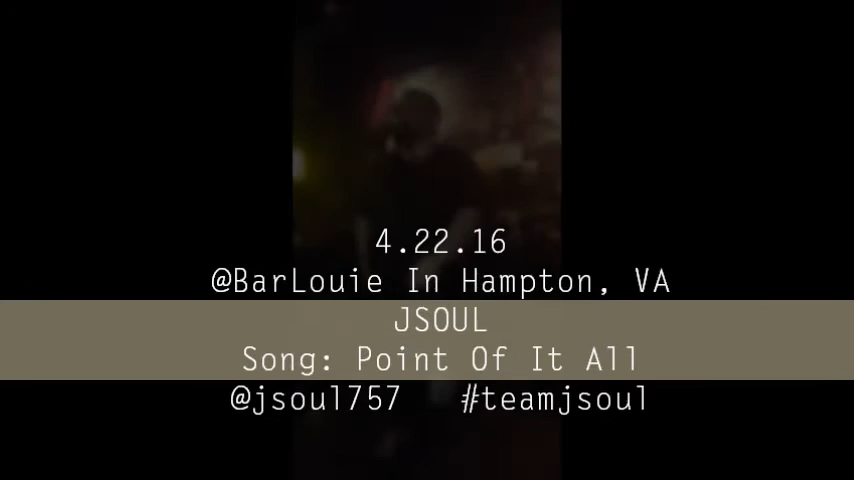 4.22.16
@BarLouie In Hampton, VA
JSOUL
Song: Point Of It All
@jsoul757 #teamjsoul